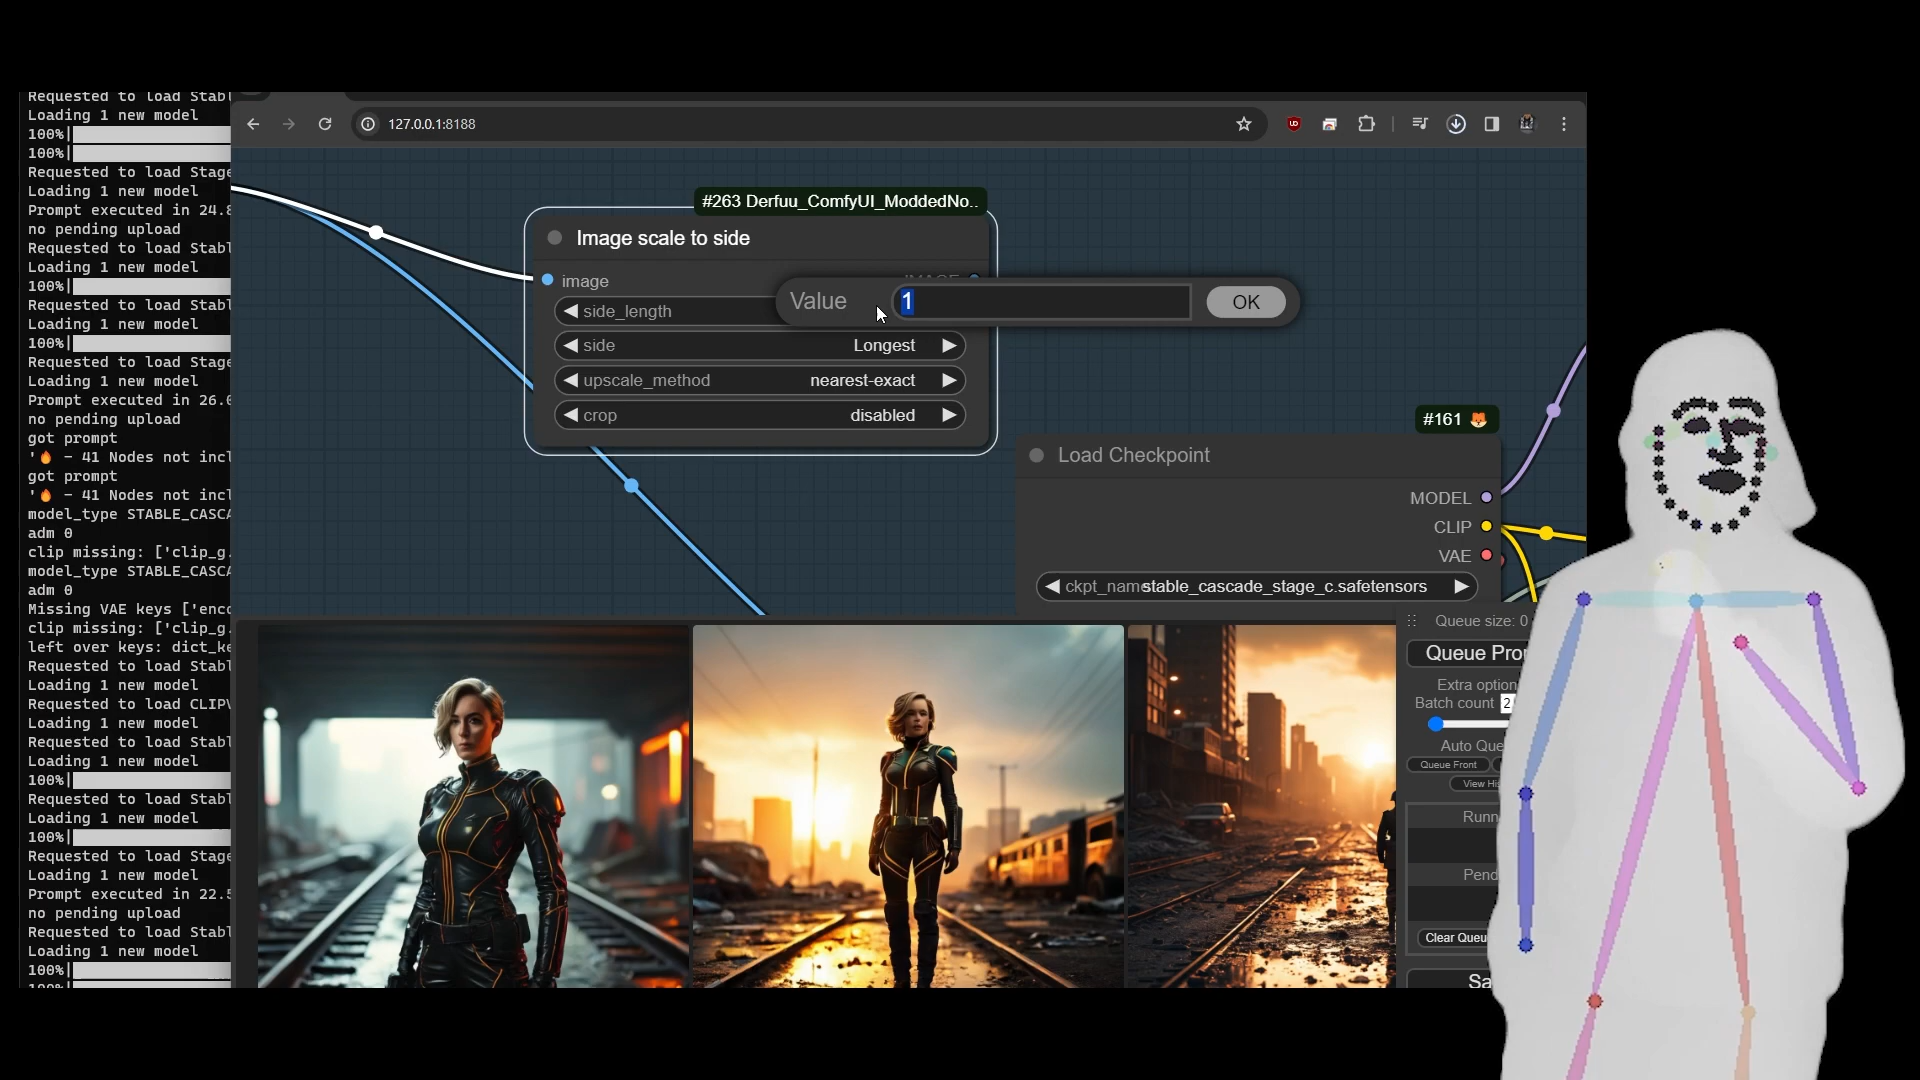 Requested to load Stabl
Loading 1 new model
100%|
100%|
Requested to load Stage
Loading 1 new model
Prompt executed in 24.8
no pending upload
Requested to load Stabl
Loading 1 new model
100%|
Requested to load Stabl
Loading 1 new model
100%|
Requested to load Stage
Loading 1 new model
Prompt executed in 26.0
no pending upload
got prompt
'🔥 - 41 Nodes not incl
got prompt
'🔥 - 41 Nodes not incl
model_type STABLE_CASCA
adm 0
clip missing: ['clip_g.
model_type STABLE_CASCA
adm 0
Missing VAE keys ['enco
clip missing: ['clip_g.
left over keys: dict_ke
Requested to load Stabl
Loading 1 new model
Requested to load CLIPV
Loading 1 new model
Requested to load Stabl
Loading 1 new model
100%|
Requested to load Stabl
Loading 1 new model
100%|
Requested to load Stage
Loading 1 new model
Prompt executed in 22.5
no pending upload
Requested to load Stabl
Loading 1 new model
100%|
100%|
127.0.0.1:8188
#263 Derfuu_ComfyUI_ModdedNo..
Image scale to side
image
IMAGE
side_length
Value 1 OK
side Longest
upscale_method nearest-exact
crop disabled
#161 🦊
Load Checkpoint
MODEL
CLIP
VAE
ckpt_name stable_cascade_stage_c.safetensors
Queue size: 0
Queue Pro
Extra option
Batch count 2
Auto Que
Queue Front
View Hi
Runn
Pend
Clear Queu
Sa